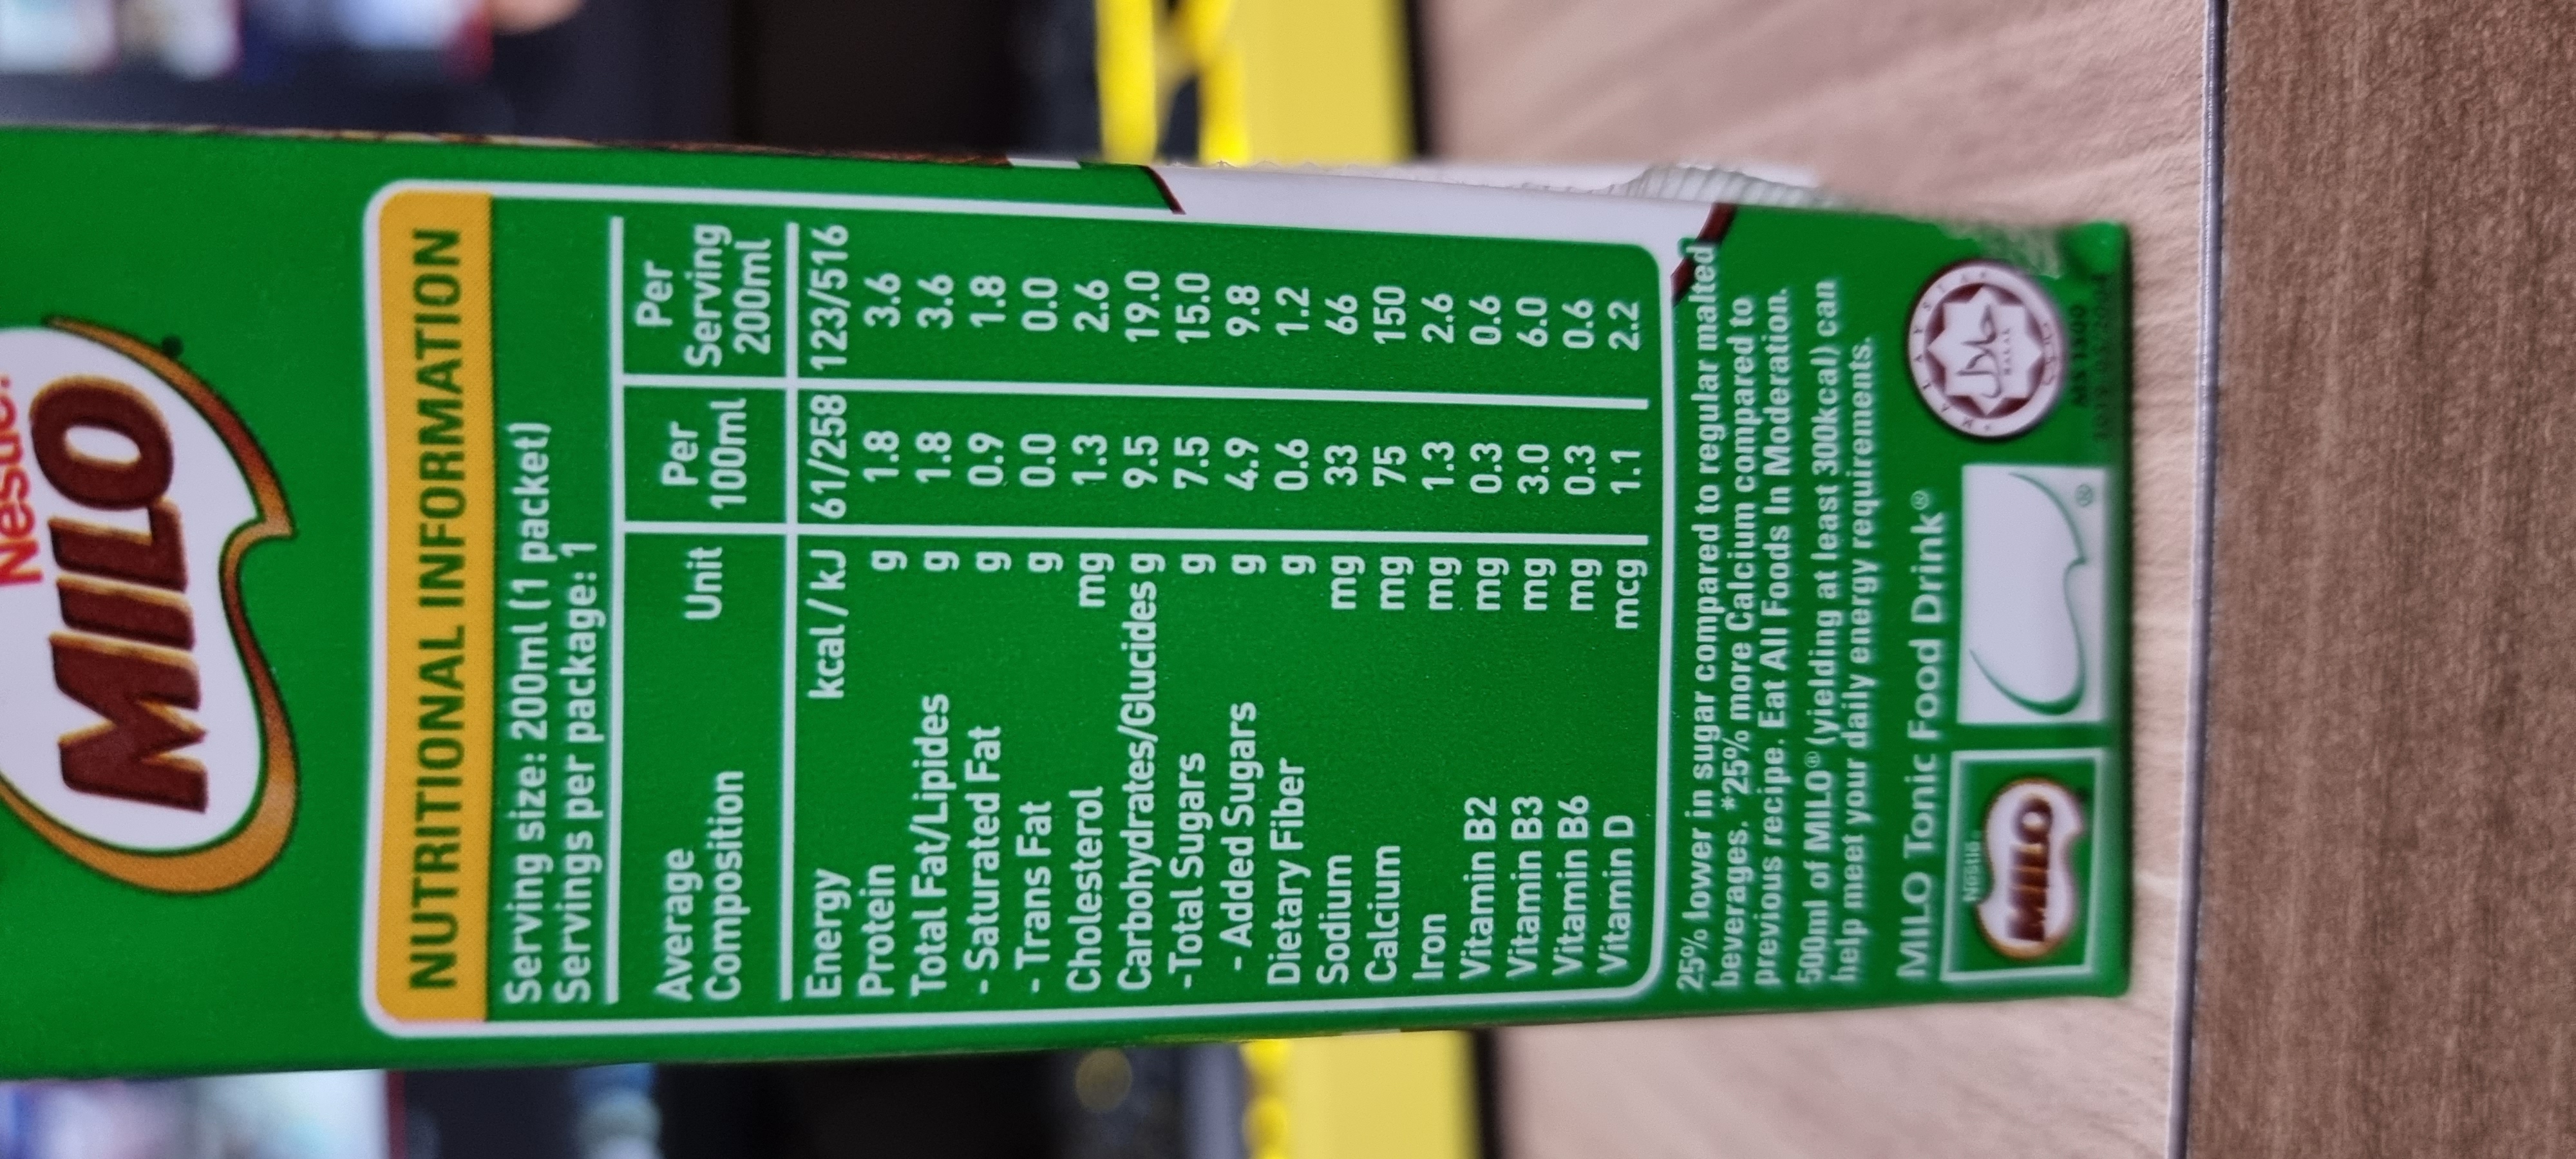 Nestlé.
MILO
NUTRITIONAL INFORMATION
Serving size: 200ml (1 packet)
Servings per package: 1
Average Composition Unit Per 100ml Per Serving 200ml
Energy kcal / kJ 61/258 123/516
Protein g 1.8 3.6
Total Fat/Lipides g 1.8 3.6
- Saturated Fat g 0.9 1.8
- Trans Fat g 0.0 0.0
Cholesterol mg 1.3 2.6
Carbohydrates/Glucides g 9.5 19.0
-Total Sugars g 7.5 15.0
- Added Sugars g 4.9 9.8
Dietary Fiber g 0.6 1.2
Sodium mg 33 66
Calcium mg 75 150
Iron mg 1.3 2.6
Vitamin B2 mg 0.3 0.6
Vitamin B3 mg 3.0 6.0
Vitamin B6 mg 0.3 0.6
Vitamin D mcg 1.1 2.2
25% lower in sugar compared to regular malted
beverages. *25% more Calcium compared to
previous recipe. Eat All Foods In Moderation.
500ml of MILO® (yielding at least 300kcal) can
help meet your daily energy requirements.
MILO Tonic Food Drink®
Nestlé
MILO
®
MALAYSIA
حلال
HALAL
MS 1500